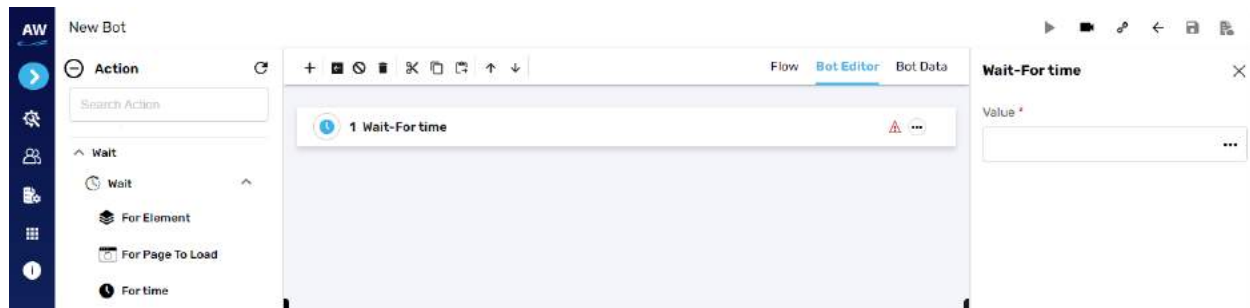 AW
New Bot
Action
Search Action
Wait
Wait
For Element
For Page To Load
For time
Flow
Bot Editor
Bot Data
1 Wait-For time
Wait-For time
Value *